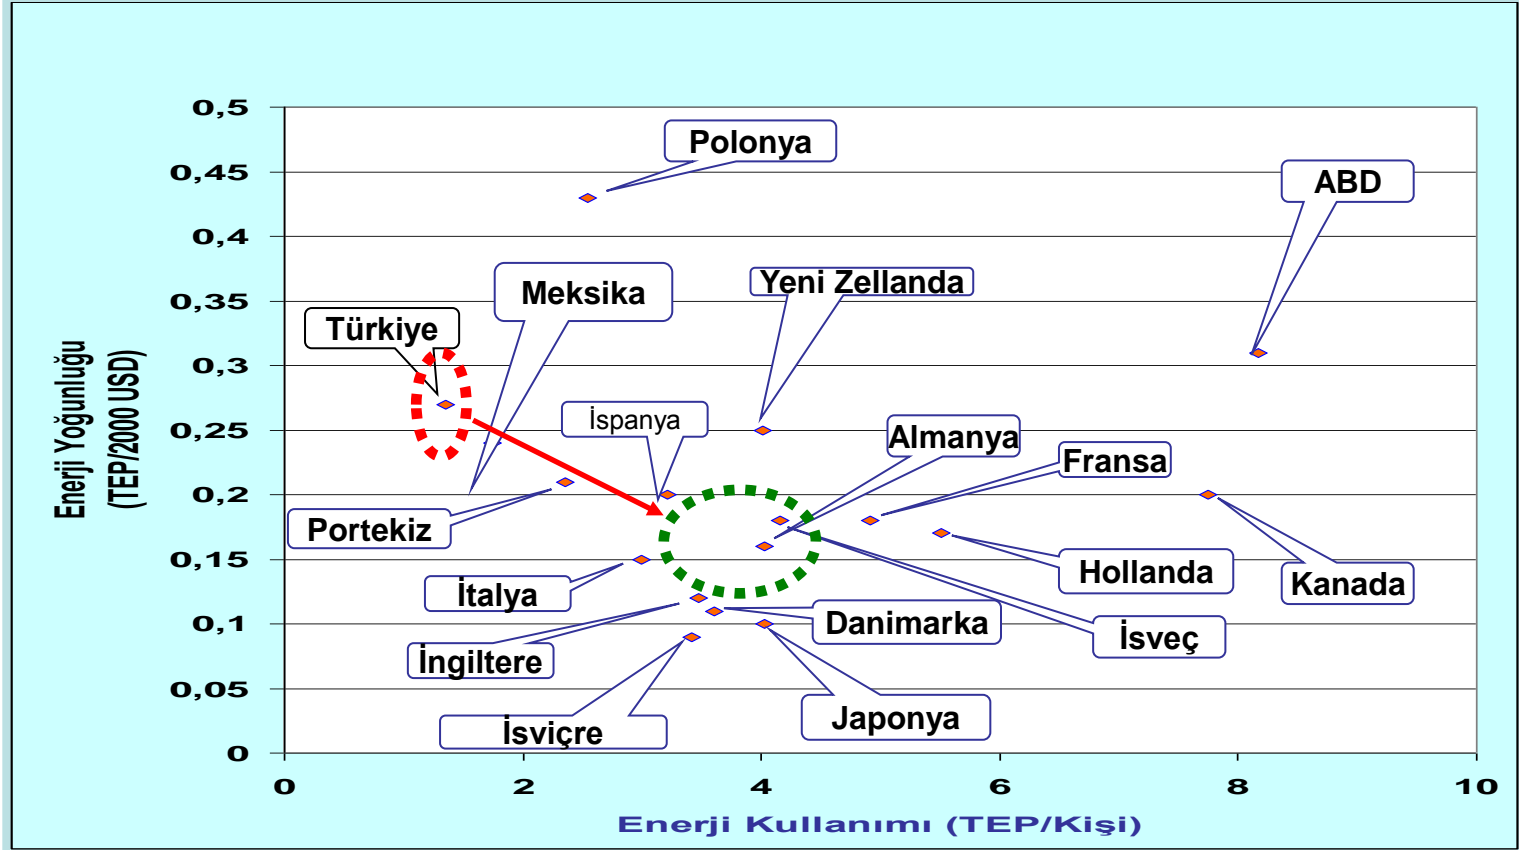 0,5
0,45
0,4
0,35
0,3
0,25
0,2
0,15
0,1
0,05
0
Enerji Yoğunluğu
(TEP/2000 USD)
Polonya
ABD
Meksika
Yeni Zellanda
Türkiye
İspanya
Almanya
Fransa
Portekiz
Hollanda
Kanada
İtalya
Danimarka
İsveç
İngiltere
İsviçre
Japonya
0
2
4
6
8
10
Enerji Kullanımı (TEP/Kişi)